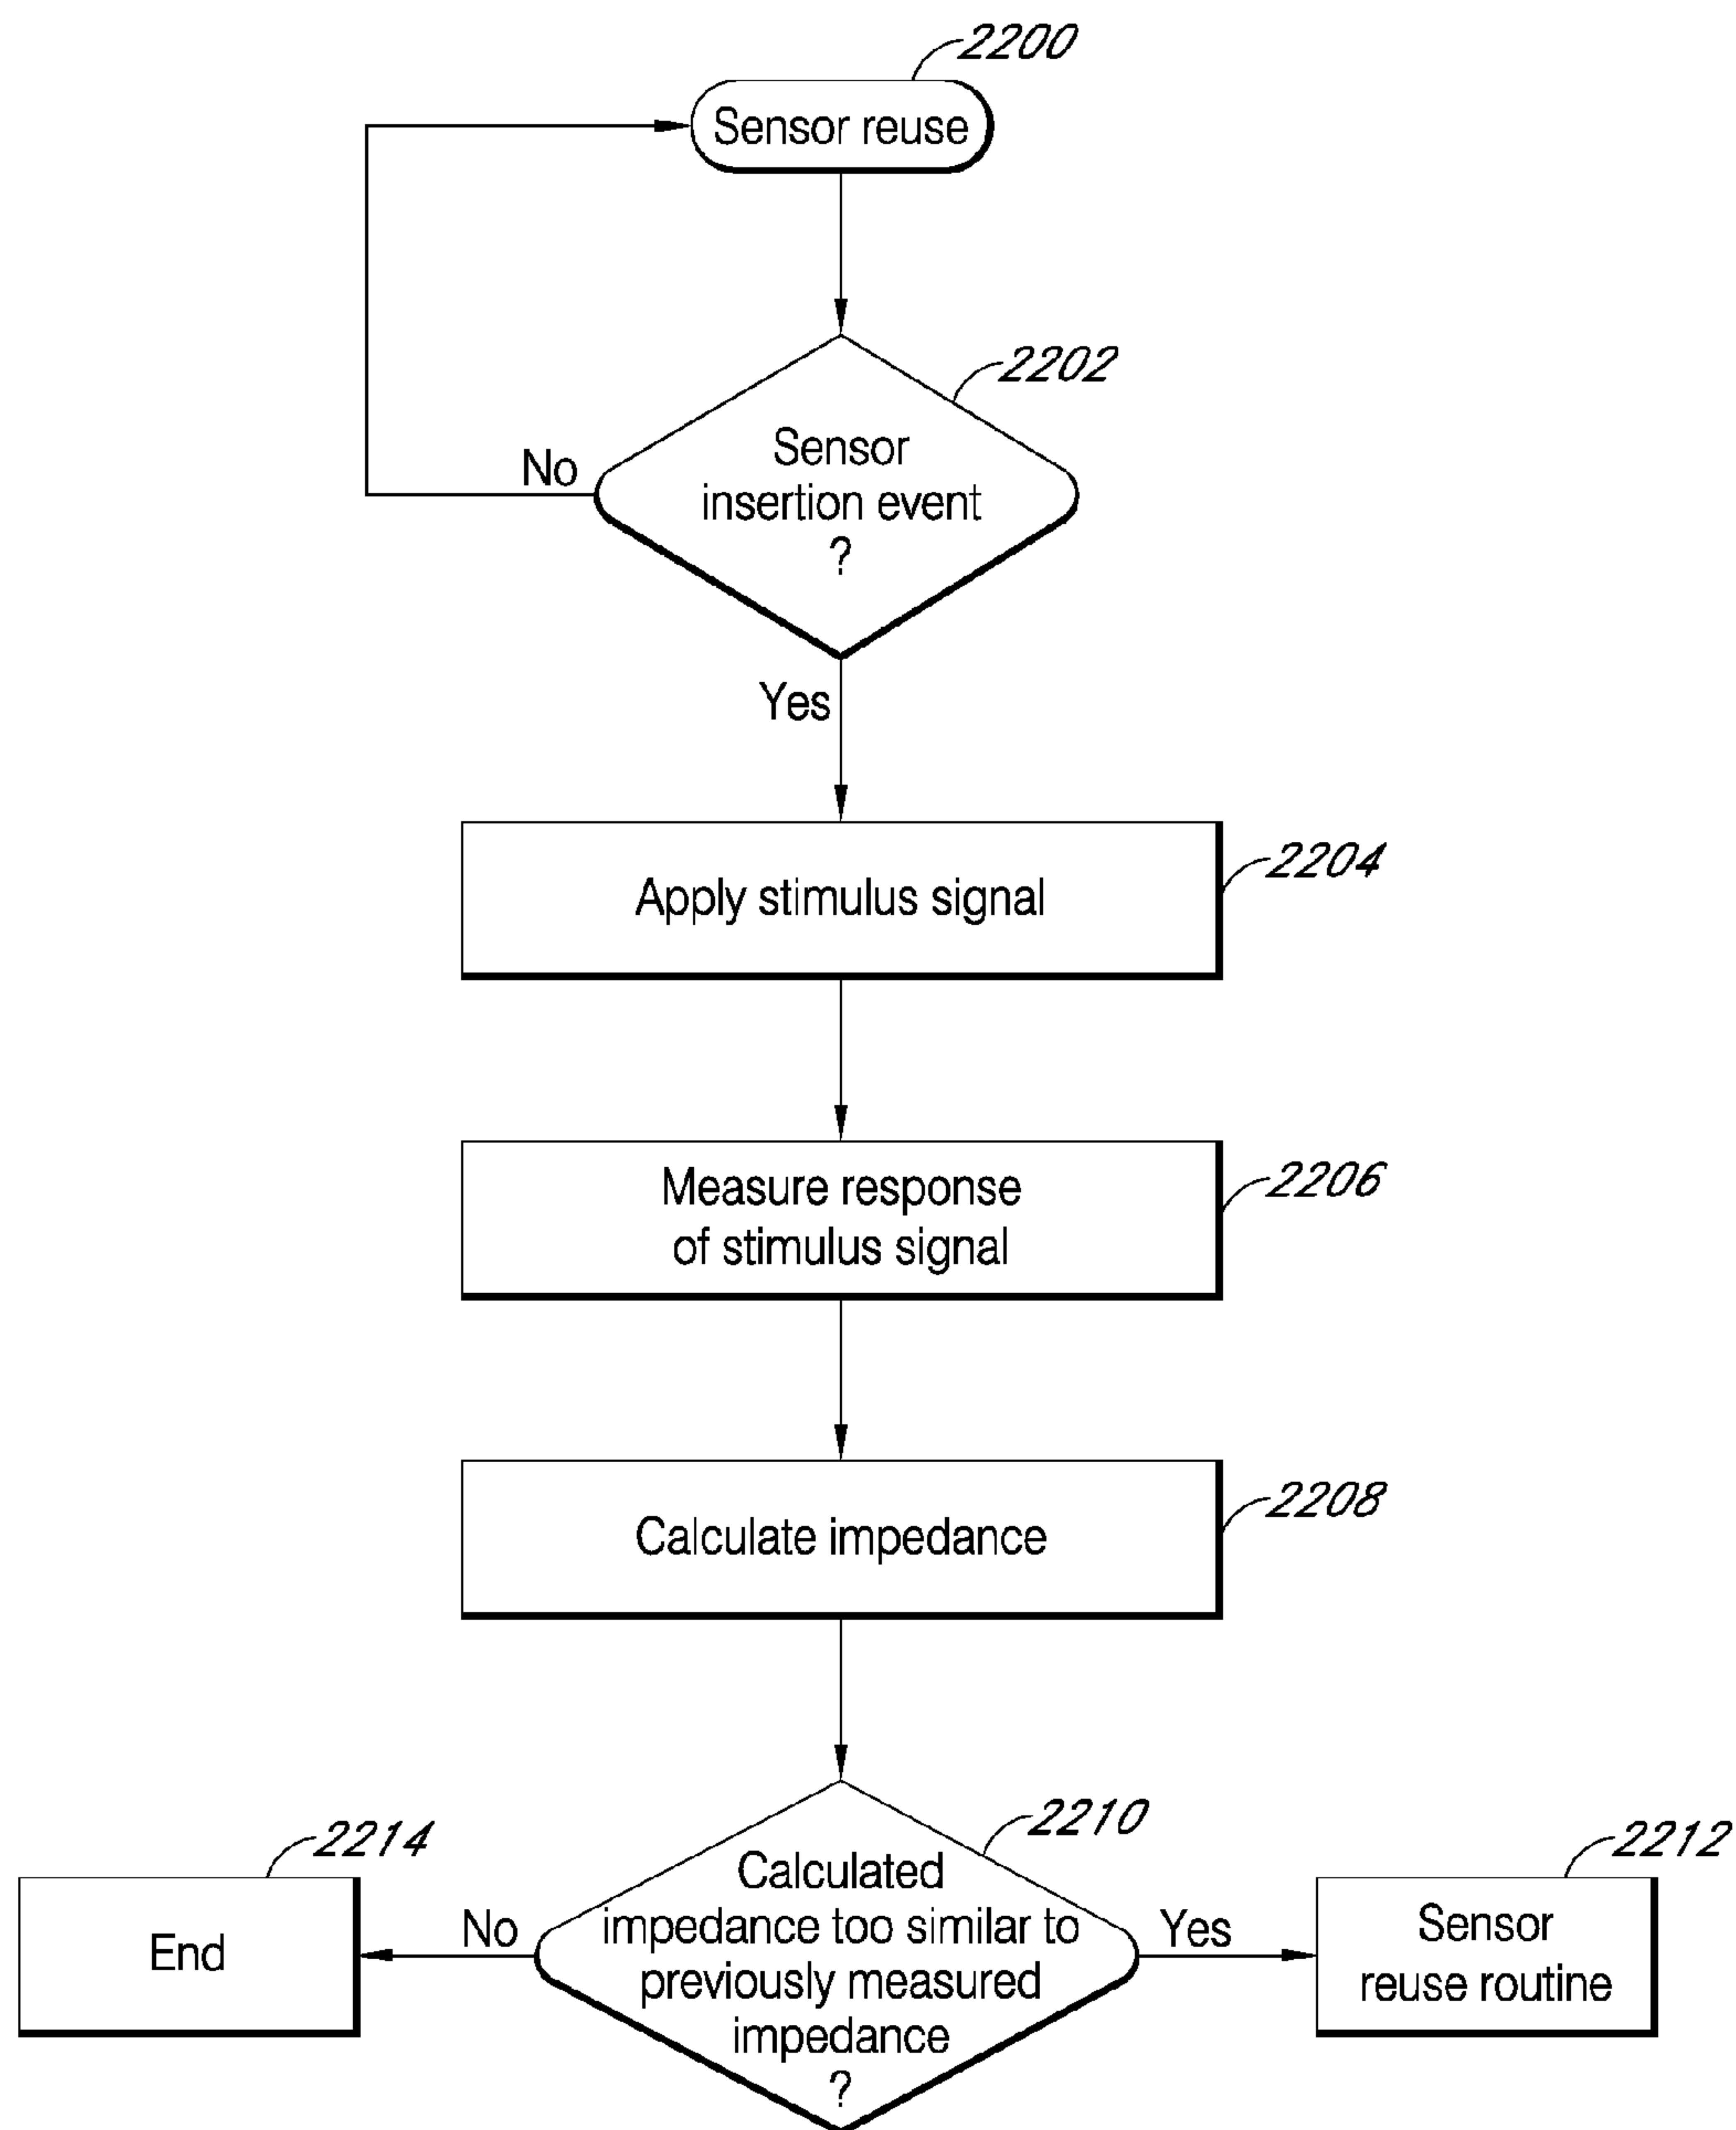 2200
Sensor reuse
2202
Sensor
insertion event
?
No
Yes
2204
Apply stimulus signal
2206
Measure response
of stimulus signal
2208
Calculate impedance
2210
Calculated
impedance too similar to
previously measured
impedance
?
No
Yes
2214
End
2212
Sensor
reuse routine